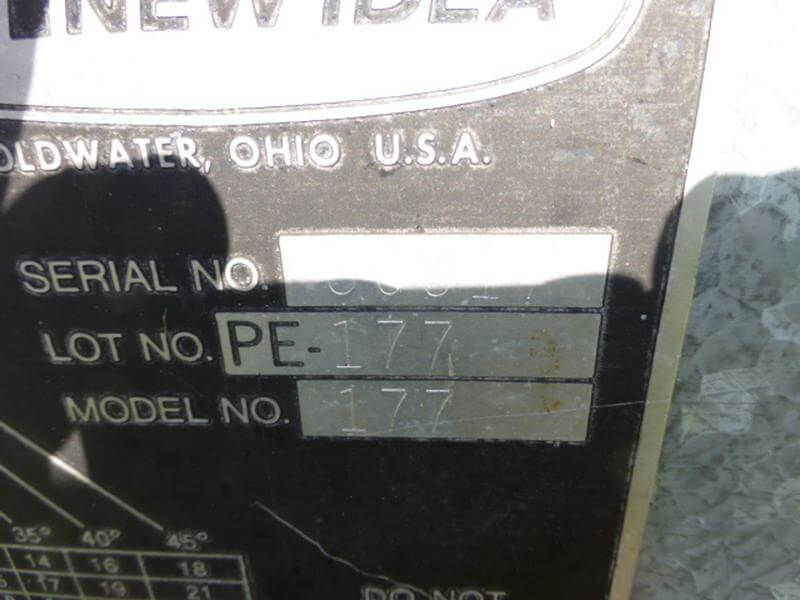 NEW IDEA
COLDWATER, OHIO U.S.A.
SERIAL NO.
LOT NO. PE-177
MODEL NO. 177
35° 40° 45°
14 16 18
17 19 21
DO NOT